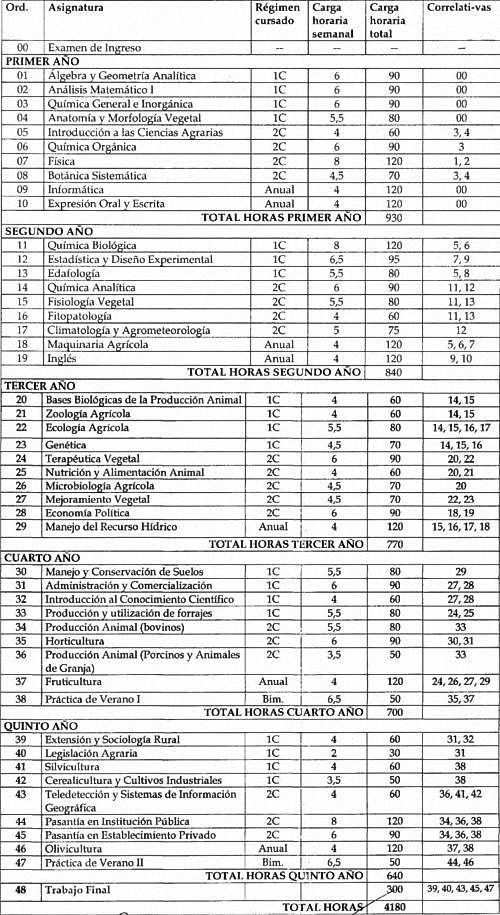 Ord. Asignatura Régimen cursado Carga horaria semanal Carga horaria total Correlati-vas
00 Examen de Ingreso -- -- -- --
PRIMER AÑO
01 Álgebra y Geometría Analítica 1C 6 90 00
02 Análisis Matemático I 1C 6 90 00
03 Química General e Inorgánica 1C 6 90 00
04 Anatomía y Morfología Vegetal 1C 5,5 80 00
05 Introducción a las Ciencias Agrarias 2C 4 60 3, 4
06 Química Orgánica 2C 6 90 3
07 Física 2C 8 120 1, 2
08 Botánica Sistemática 2C 4,5 70 3, 4
09 Informática Anual 4 120 00
10 Expresión Oral y Escrita Anual 4 120 00
TOTAL HORAS PRIMER AÑO 930
SEGUNDO AÑO
11 Química Biológica 1C 8 120 5, 6
12 Estadística y Diseño Experimental 1C 6,5 95 7, 9
13 Edafología 1C 5,5 80 5, 8
14 Química Analítica 2C 6 90 11, 12
15 Fisiología Vegetal 2C 5,5 80 11, 13
16 Fitopatología 2C 4 60 11, 13
17 Climatología y Agrometeorología 2C 5 75 12
18 Maquinaria Agrícola Anual 4 120 5, 6, 7
19 Inglés Anual 4 120 9, 10
TOTAL HORAS SEGUNDO AÑO 840
TERCER AÑO
20 Bases Biológicas de la Producción Animal 1C 4 60 14, 15
21 Zoología Agrícola 1C 4 60 14, 15
22 Ecología Agrícola 1C 5,5 80 14, 15, 16, 17
23 Genética 1C 4,5 70 14, 15, 16
24 Terapéutica Vegetal 2C 6 90 20, 22
25 Nutrición y Alimentación Animal 2C 4 60 20, 21
26 Microbiología Agrícola 2C 4,5 70 20
27 Mejoramiento Vegetal 2C 4,5 70 22, 23
28 Economía Política 2C 6 90 18, 19
29 Manejo del Recurso Hídrico Anual 4 120 15, 16, 17, 18
TOTAL HORAS TERCER AÑO 770
CUARTO AÑO
30 Manejo y Conservación de Suelos 1C 5,5 80 29
31 Administración y Comercialización 1C 6 90 27, 28
32 Introducción al Conocimiento Científico 1C 4 60 27, 28
33 Producción y utilización de forrajes 1C 5,5 80 24, 25
34 Producción Animal (bovinos) 2C 5,5 80 33
35 Horticultura 2C 6 90 30, 31
36 Producción Animal (Porcinos y Animales de Granja) 2C 3,5 50 33
37 Fruticultura Anual 4 120 24, 26, 27, 29
38 Práctica de Verano I Bim. 6,5 50 35, 37
TOTAL HORAS CUARTO AÑO 700
QUINTO AÑO
39 Extensión y Sociología Rural 1C 4 60 31, 32
40 Legislación Agraria 1C 2 30 31
41 Silvicultura 1C 4 60 38
42 Cerealicultura y Cultivos Industriales 1C 3,5 50 38
43 Teledetección y Sistemas de Información Geográfica 2C 4 60 36, 41, 42
44 Pasantía en Institución Pública 2C 8 120 34, 36, 38
45 Pasantía en Establecimiento Privado 2C 6 90 34, 36, 38
46 Olivicultura Anual 4 120 37, 38
47 Práctica de Verano II Bim. 6,5 50 44, 46
TOTAL HORAS QUINTO AÑO 640
48 Trabajo Final 300 39, 40, 43, 45, 47
TOTAL HORAS 4180